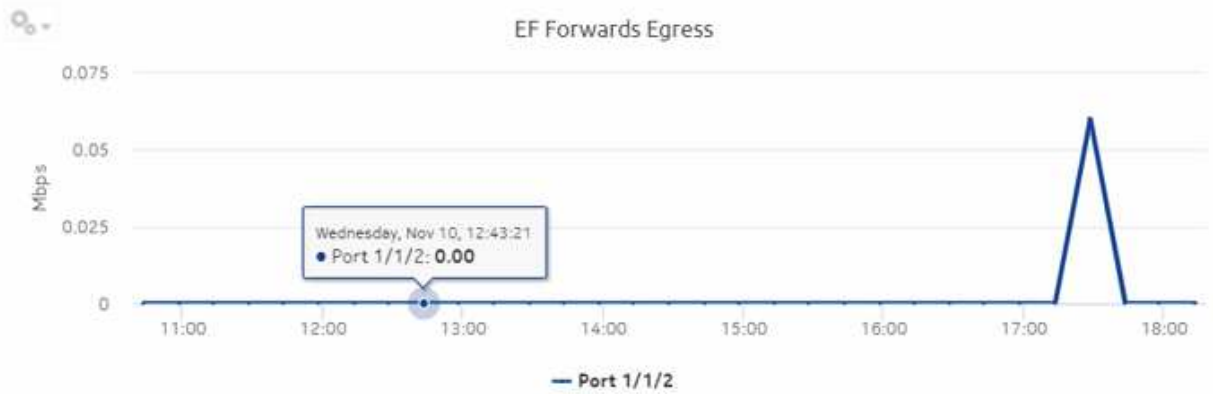 EF Forwards Egress
0.075
0.05
0.025
0
Mbps
Wednesday, Nov 10, 12:43:21
● Port 1/1/2: 0.00
11:00 12:00 13:00 14:00 15:00 16:00 17:00 18:00
Port 1/1/2